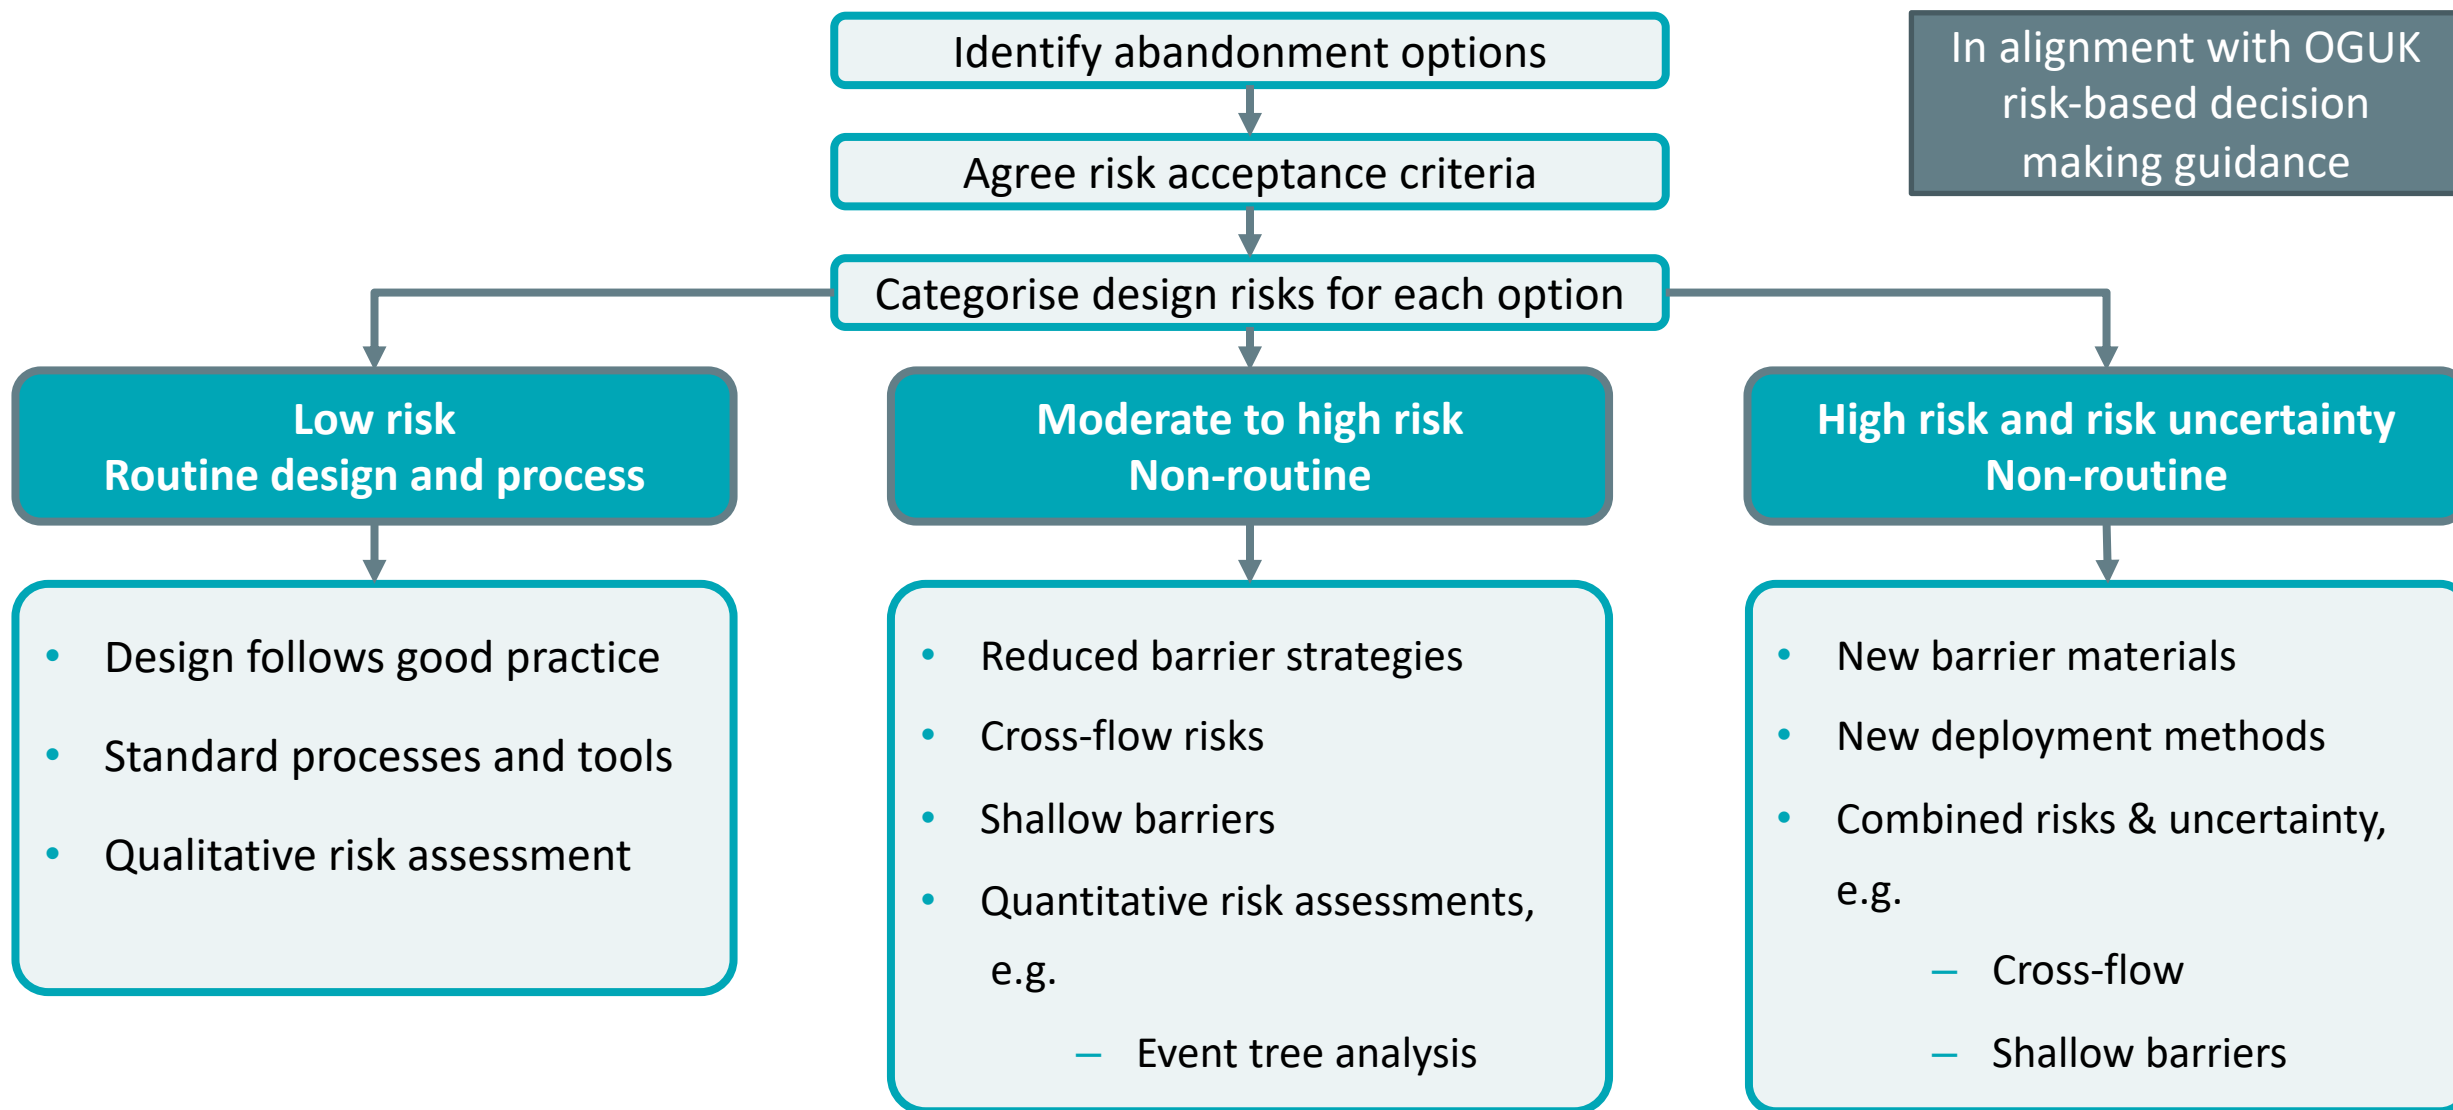 Identify abandonment options
In alignment with OGUK
risk-based decision
making guidance
Agree risk acceptance criteria
Categorise design risks for each option
Low risk
Routine design and process
Moderate to high risk
Non-routine
High risk and risk uncertainty
Non-routine
• Design follows good practice
• Standard processes and tools
• Qualitative risk assessment
• Reduced barrier strategies
• Cross-flow risks
• Shallow barriers
• Quantitative risk assessments,
e.g.
– Event tree analysis
• New barrier materials
• New deployment methods
• Combined risks & uncertainty,
e.g.
– Cross-flow
– Shallow barriers